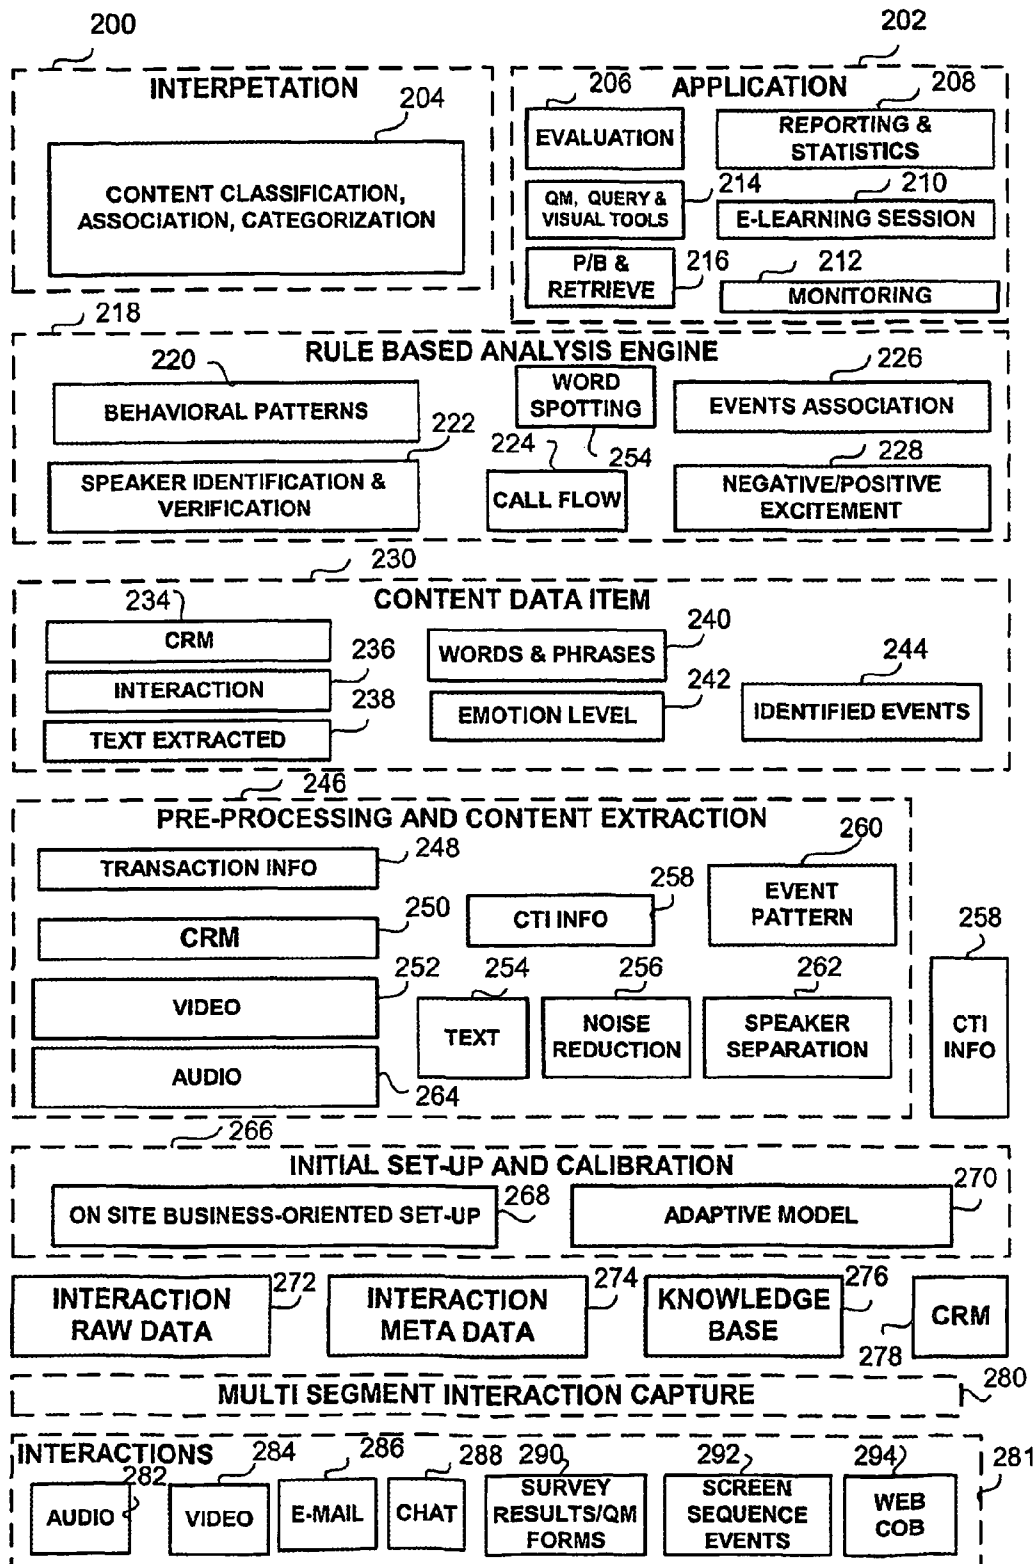 200
202
INTERPETATION
204
CONTENT CLASSIFICATION,
ASSOCIATION, CATEGORIZATION
APPLICATION
206
208
EVALUATION
REPORTING &
STATISTICS
QM, QUERY &
VISUAL TOOLS
214
210
E-LEARNING SESSION
P/B &
RETRIEVE
216
212
MONITORING
218
RULE BASED ANALYSIS ENGINE
220
BEHAVIORAL PATTERNS
WORD
SPOTTING
226
EVENTS ASSOCIATION
222
SPEAKER IDENTIFICATION &
VERIFICATION
224
254
CALL FLOW
228
NEGATIVE/POSITIVE
EXCITEMENT
230
CONTENT DATA ITEM
234
CRM
240
WORDS & PHRASES
236
INTERACTION
242
EMOTION LEVEL
244
IDENTIFIED EVENTS
238
TEXT EXTRACTED
246
PRE-PROCESSING AND CONTENT EXTRACTION
TRANSACTION INFO
248
260
EVENT
PATTERN
250
CRM
258
CTI INFO
258
CTI
INFO
252
VIDEO
254
TEXT
256
NOISE
REDUCTION
262
SPEAKER
SEPARATION
AUDIO
264
266
INITIAL SET-UP AND CALIBRATION
ON SITE BUSINESS-ORIENTED SET-UP
268
ADAPTIVE MODEL
270
INTERACTION
RAW DATA
272
INTERACTION
META DATA
274
KNOWLEDGE
BASE
276
278
CRM
MULTI SEGMENT INTERACTION CAPTURE
280
INTERACTIONS
281
AUDIO
282
284
VIDEO
286
E-MAIL
288
CHAT
290
SURVEY
RESULTS/QM
FORMS
292
SCREEN
SEQUENCE
EVENTS
294
WEB
COB